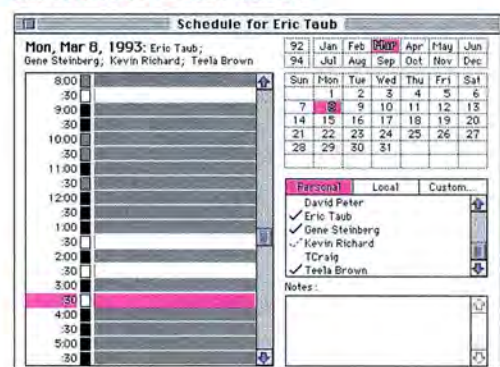 Schedule for Eric Taub
Mon, Mar 8, 1993: Eric Taub;
Gene Steinberg; Kevin Richard; Teela Brown
8:00
:30
9:00
:30
10:00
:30
11:00
:30
12:00
:30
1:00
:30
2:00
:30
3:00
:30
4:00
:30
5:00
:30
92 Jan Feb Mar Apr May Jun
94 Jul Aug Sep Oct Nov Dec
Sun Mon Tue Wed Thu Fri Sat
1 2 3 4 5 6
7 8 9 10 11 12 13
14 15 16 17 18 19 20
21 22 23 24 25 26 27
28 29 30 31
Personal Local Custom...
David Peter
Eric Taub
Gene Steinberg
Kevin Richard
TCraig
Teela Brown
Notes: